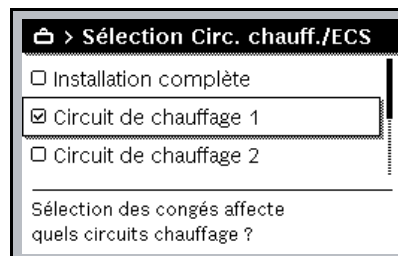 > Sélection Circ. chauff./ECS
Installation complète
Circuit de chauffage 1
Circuit de chauffage 2
Sélection des congés affecte
quels circuits chauffage ?